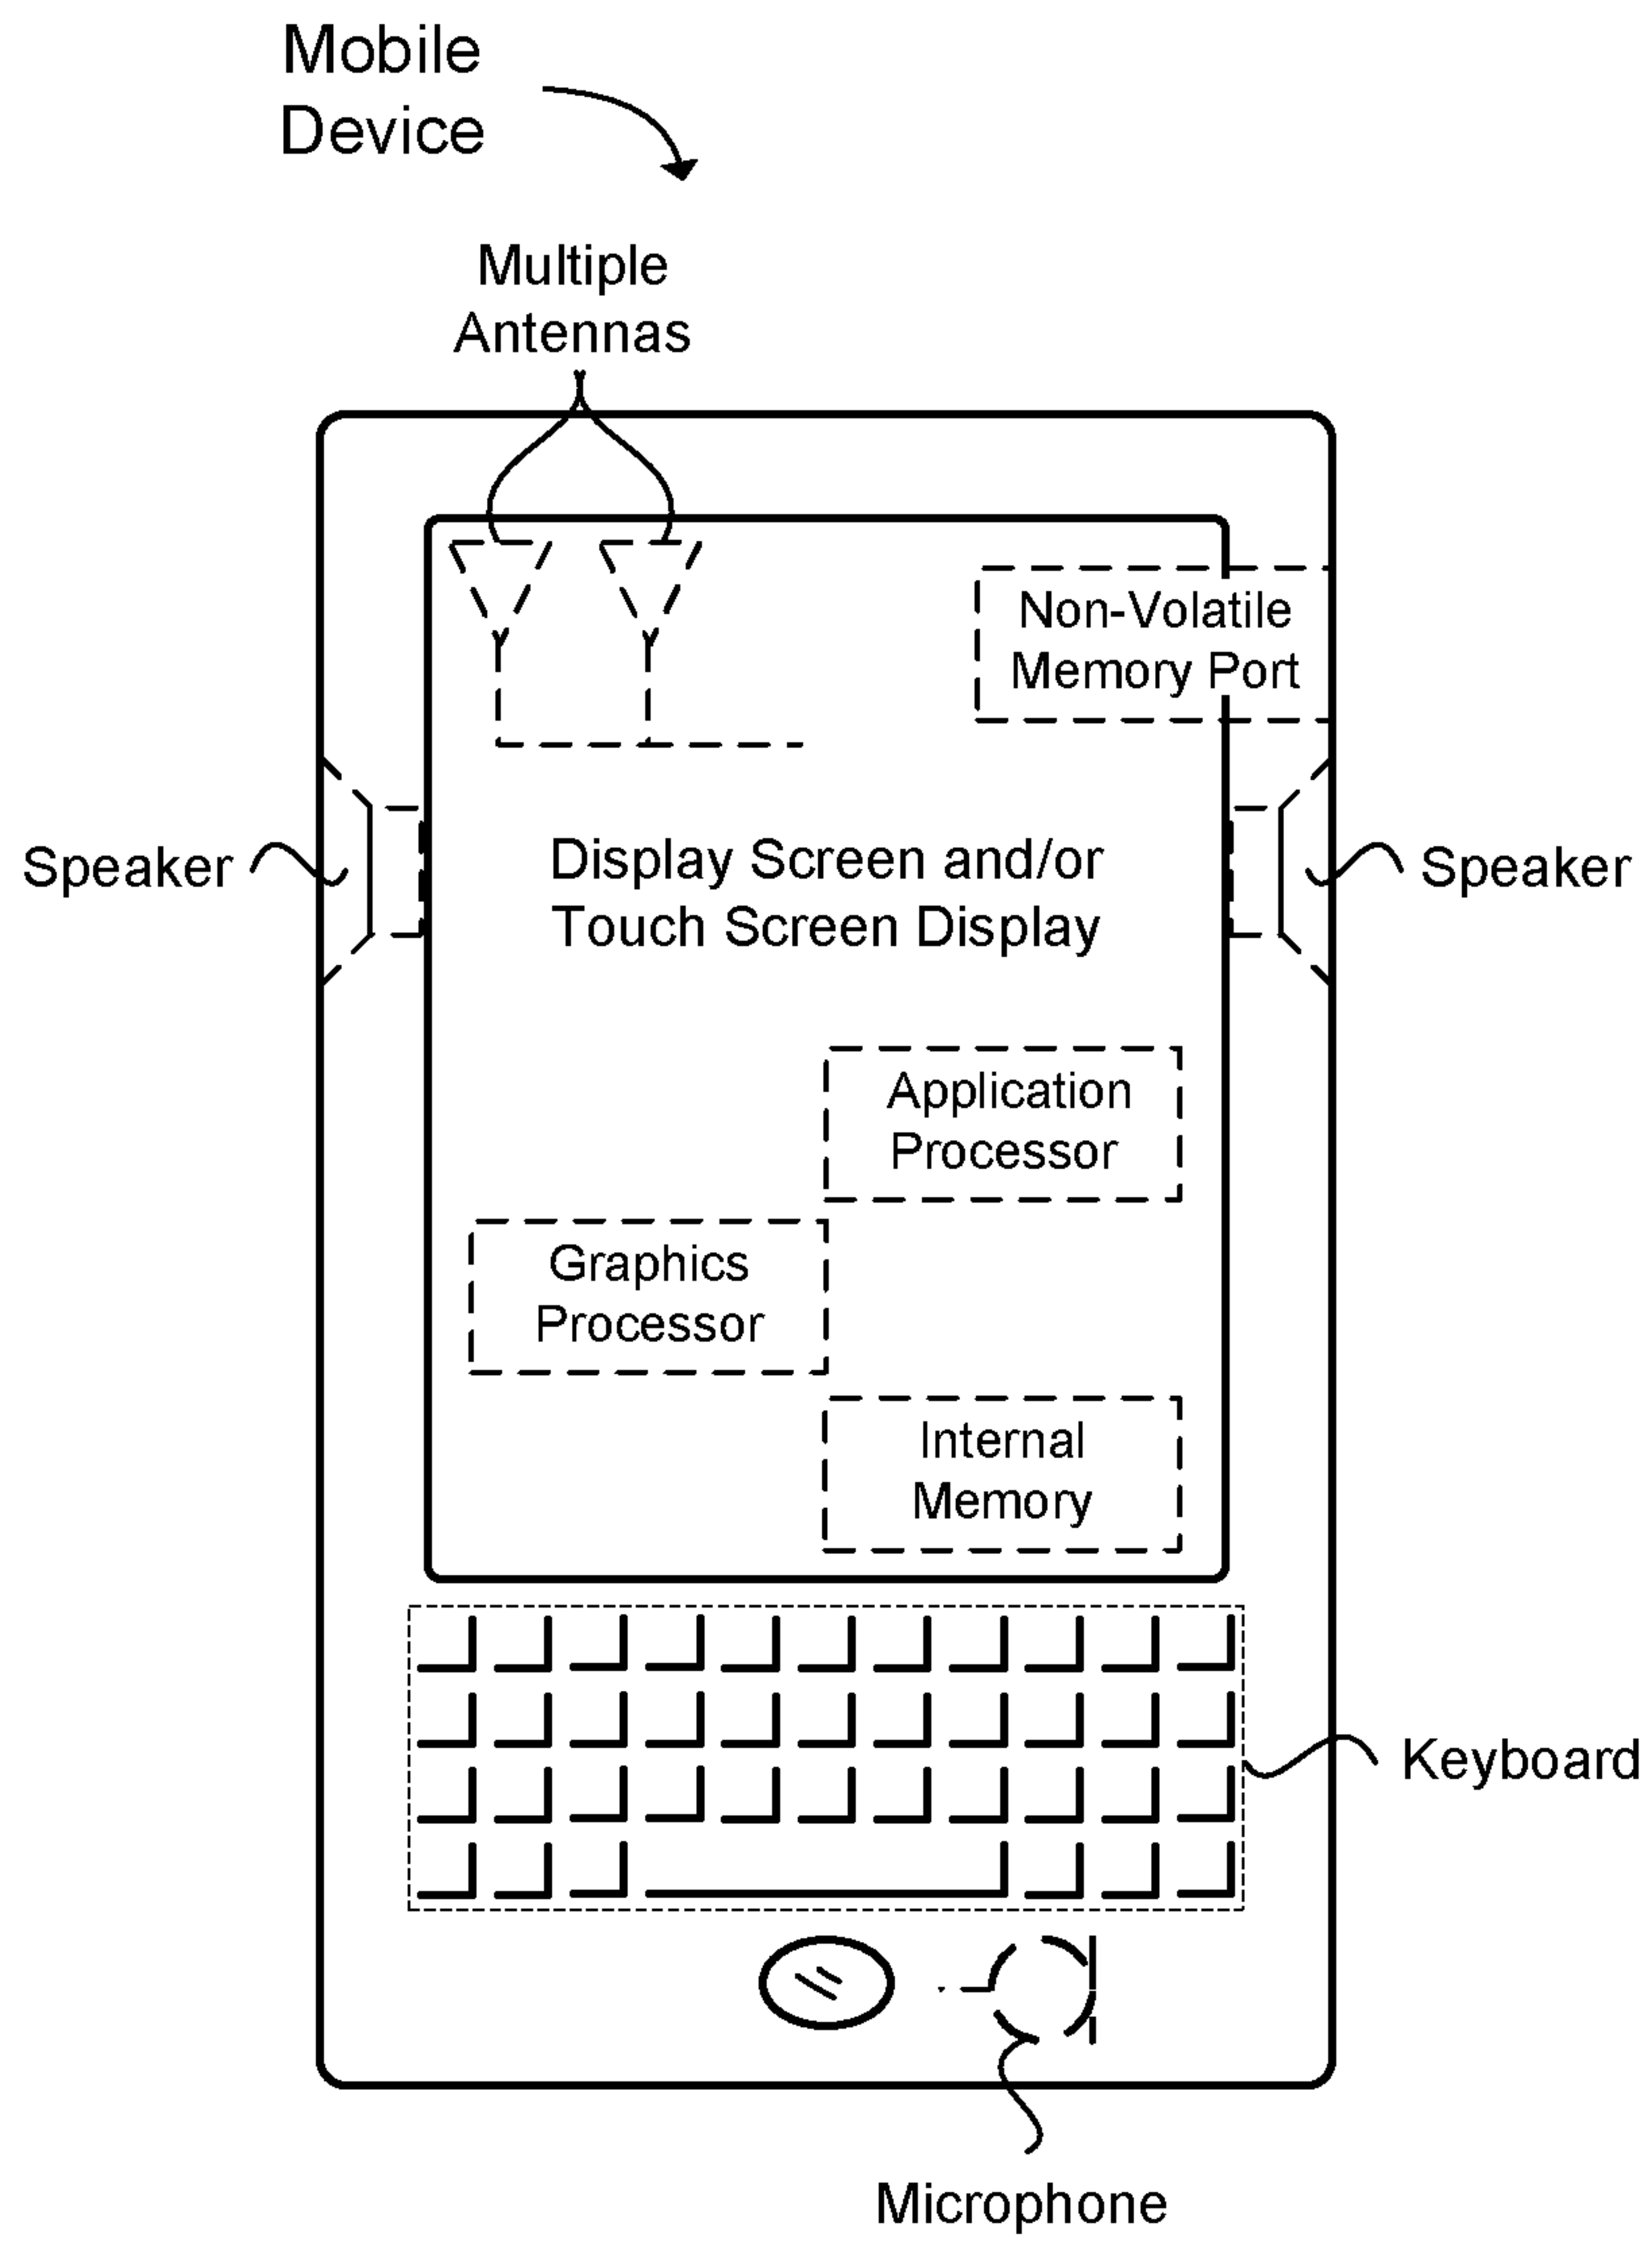 Mobile
Device
Multiple
Antennas
Non-Volatile
Memory Port
Speaker
Display Screen and/or
Touch Screen Display
Speaker
Application
Processor
Graphics
Processor
Internal
Memory
Keyboard
Microphone